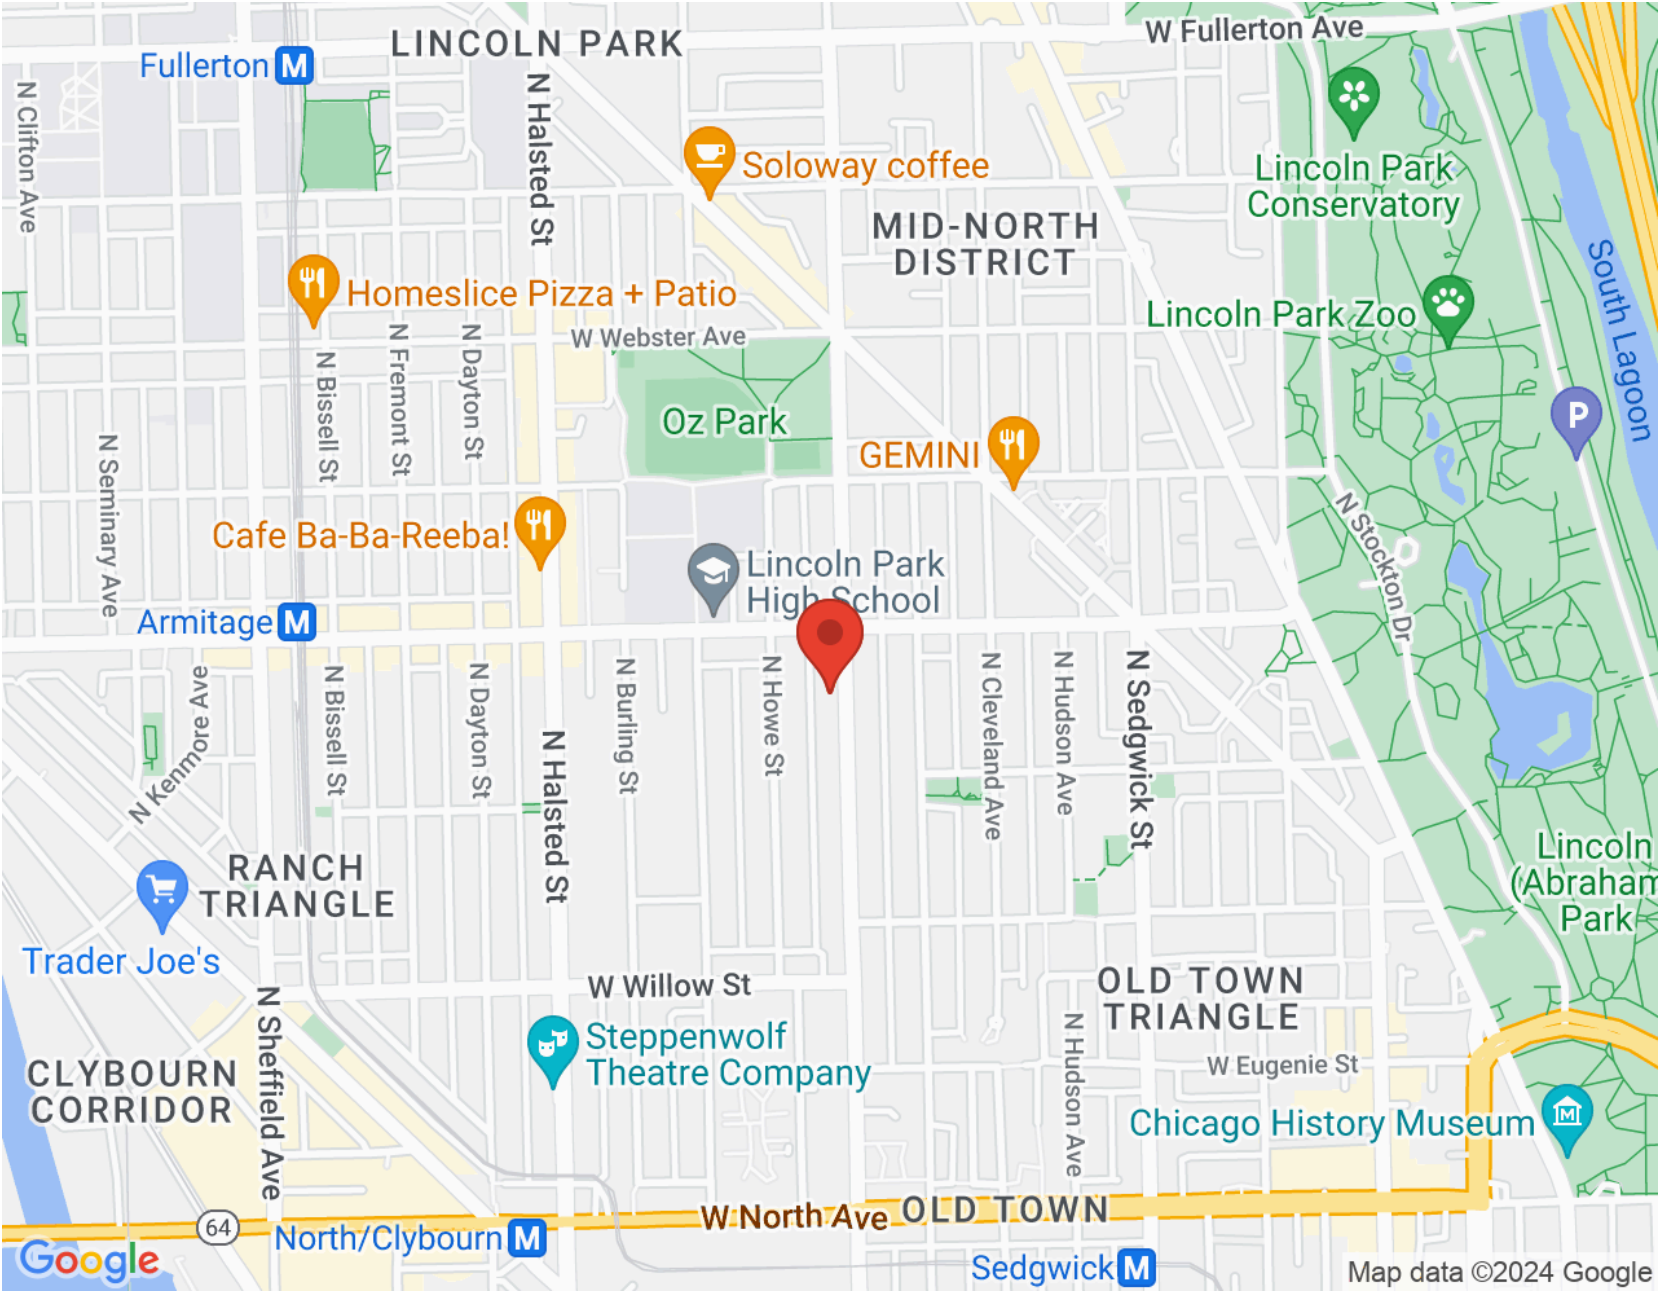 LINCOLN PARK
W Fullerton Ave
Fullerton
M
N Clifton Ave
N Halsted St
Soloway coffee
Lincoln Park
Conservatory
MID-NORTH
DISTRICT
South Lagoon
Homeslice Pizza + Patio
Lincoln Park Zoo
W Webster Ave
N Bissell St
N Fremont St
N Dayton St
Oz Park
P
GEMINI
N Seminary Ave
Cafe Ba-Ba-Reeba!
N Stockton Dr
Lincoln Park
High School
Armitage
M
N Kenmore Ave
N Bissell St
N Dayton St
N Burling St
N Howe St
N Cleveland Ave
N Hudson Ave
N Sedgwick St
N Halsted St
RANCH
TRIANGLE
Lincoln
(Abraham
Park
Trader Joe's
W Willow St
OLD TOWN
TRIANGLE
N Sheffield Ave
Steppenwolf
Theatre Company
N Hudson Ave
W Eugenie St
CLYBOURN
CORRIDOR
Chicago History Museum
M
W North Ave
OLD TOWN
64
North/Clybourn
M
Sedgwick
M
Google
Map data ©2024 Google